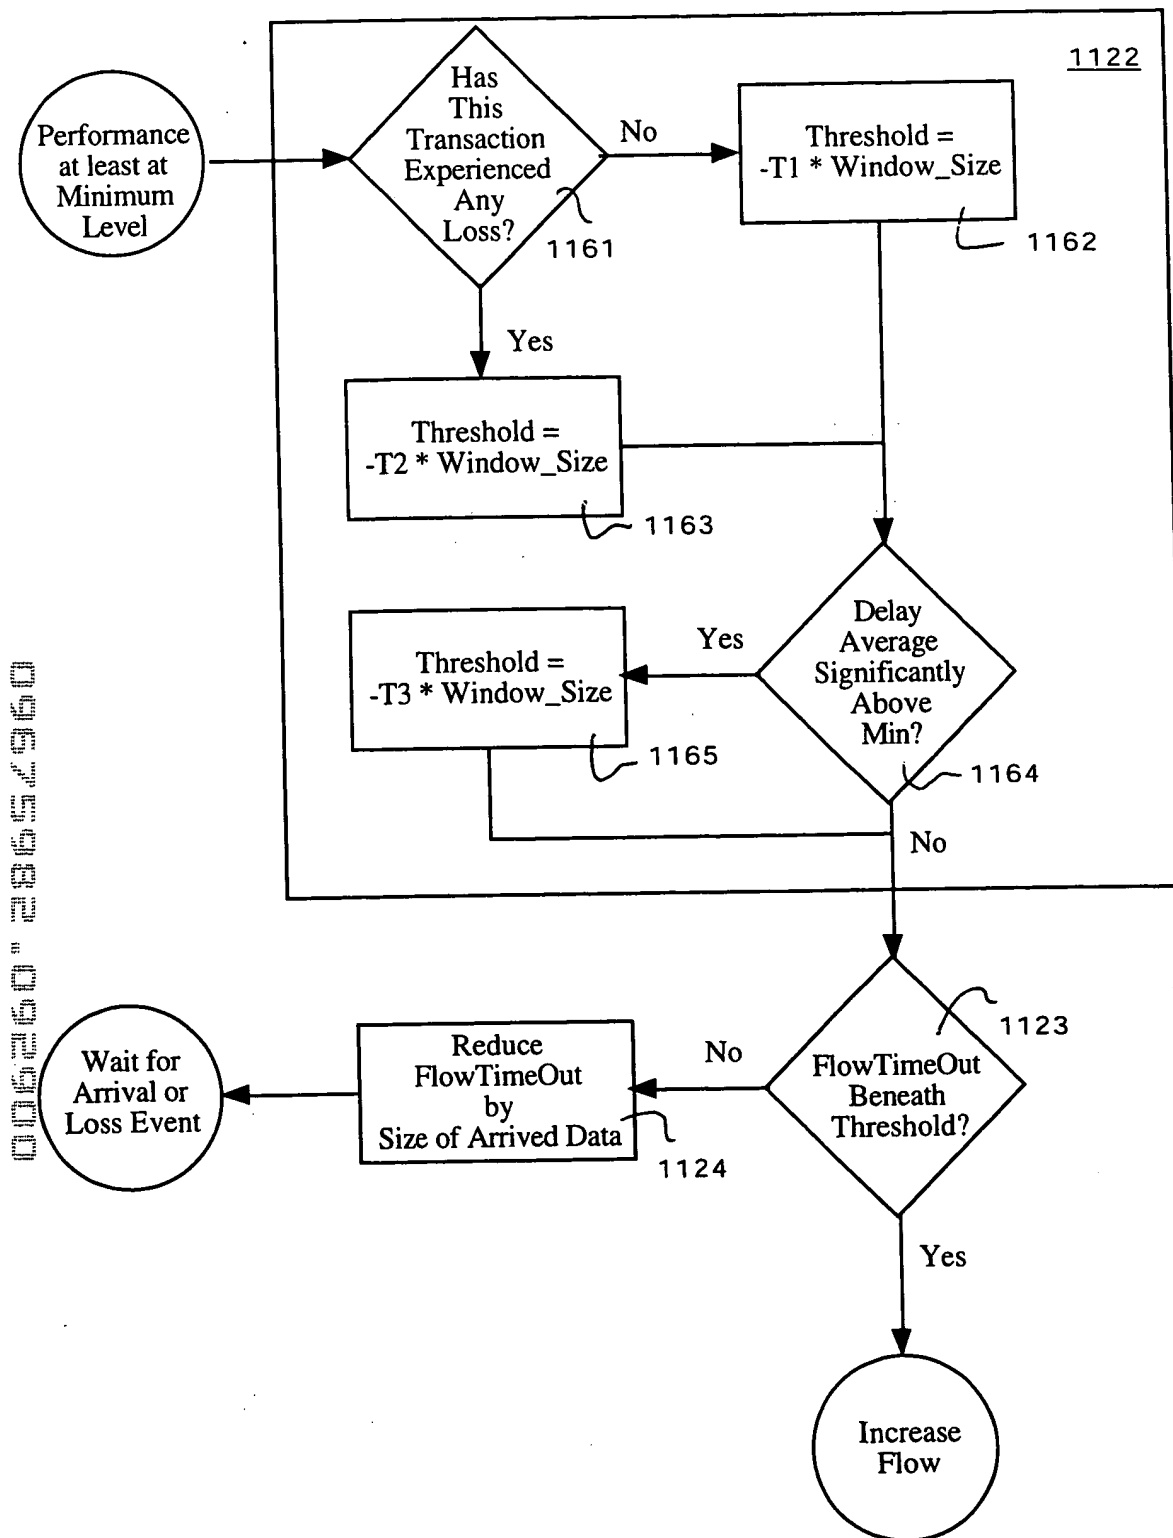 1122
Performance
at least at
Minimum
Level
Has
This
Transaction
Experienced
Any
Loss?
1161
No
Threshold =
-T1 * Window_Size
1162
Yes
Threshold =
-T2 * Window_Size
1163
Delay
Average
Significantly
Above
Min?
1164
Yes
Threshold =
-T3 * Window_Size
1165
No
FlowTimeOut
Beneath
Threshold?
1123
No
Reduce
FlowTimeOut
by
Size of Arrived Data
1124
Wait for
Arrival or
Loss Event
Yes
Increase
Flow
09675982.092900